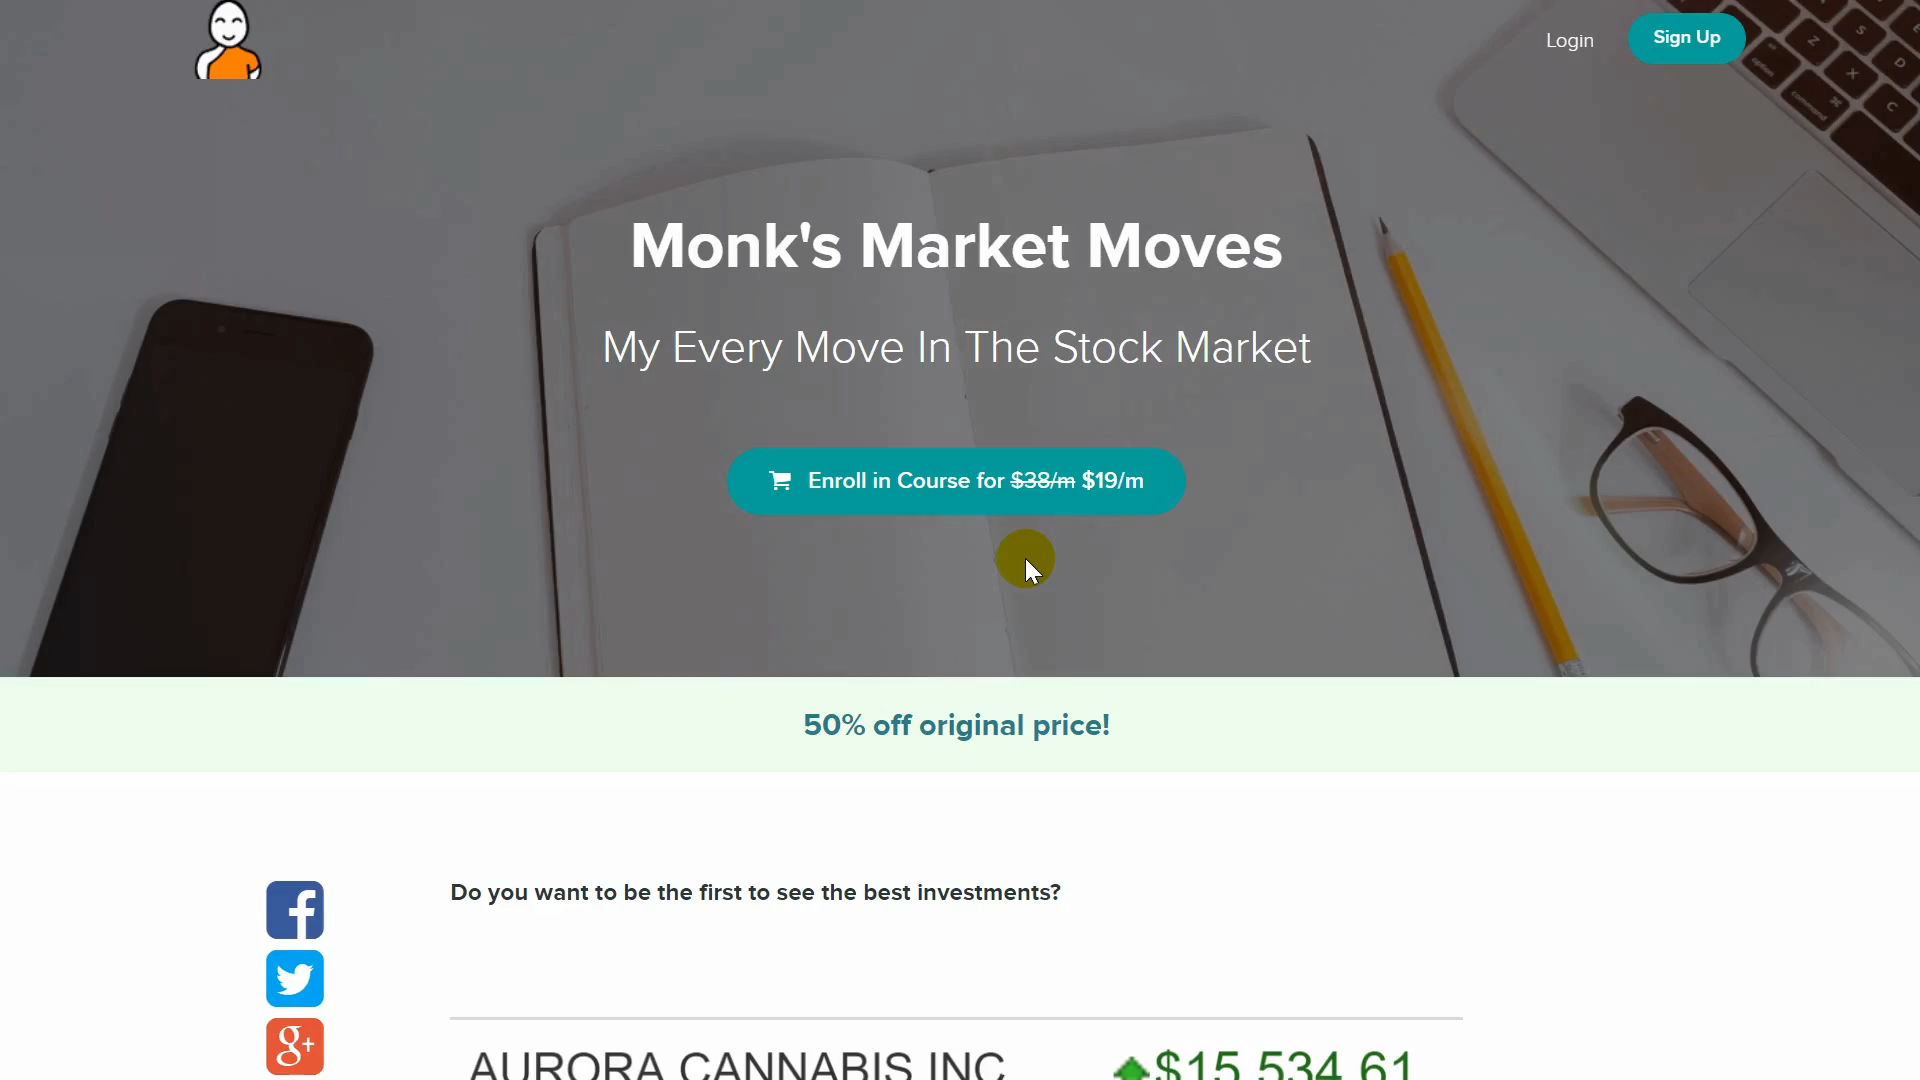 Login
Sign Up
Z
S
D
option
X
command
⌘
C
Monk's Market Moves
My Every Move In The Stock Market
Enroll in Course for $38/m $19/m
50% off original price!
Do you want to be the first to see the best investments?
g+
AURORA CANNABIS INC
$15,534.61